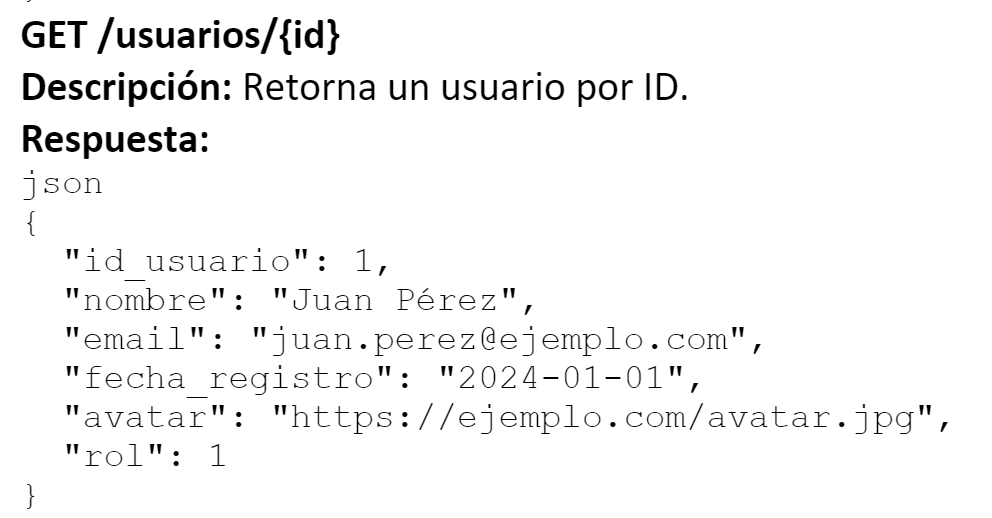 GET /usuarios/{id}
Descripción: Retorna un usuario por ID.
Respuesta:
json
{
  "id_usuario": 1,
  "nombre": "Juan Pérez",
  "email": "juan.perez@ejemplo.com",
  "fecha_registro": "2024-01-01",
  "avatar": "https://ejemplo.com/avatar.jpg",
  "rol": 1
}